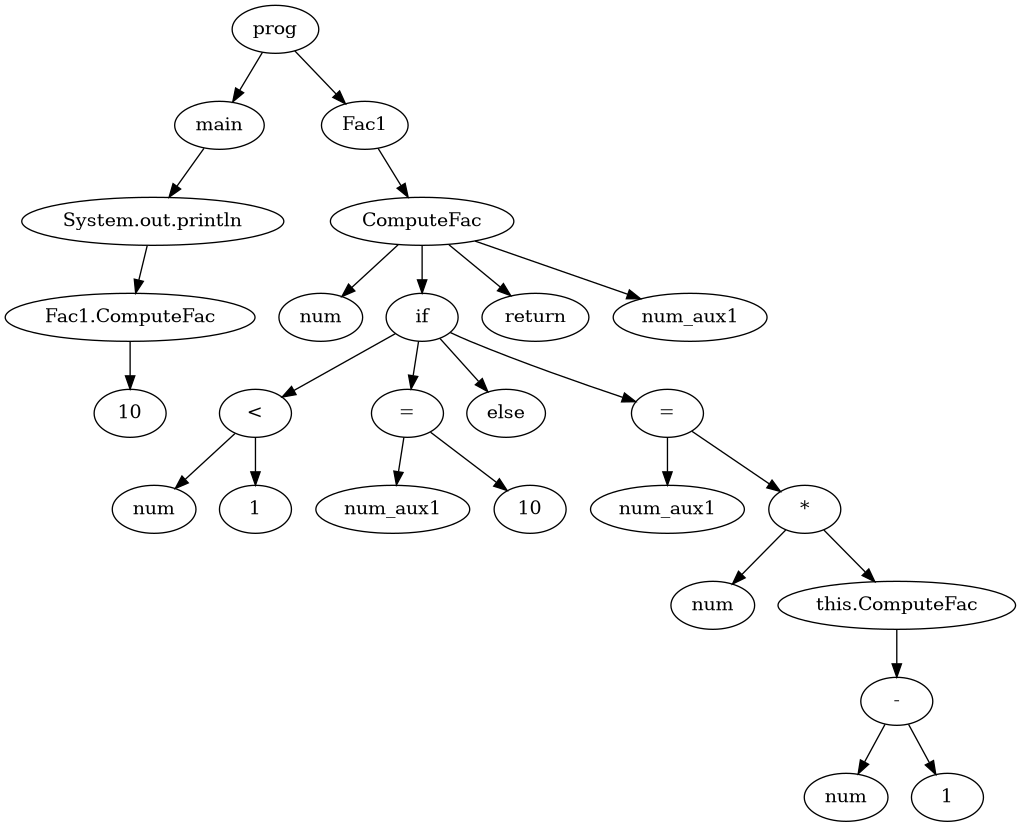 prog
main
Fac1
System.out.println
ComputeFac
Fac1.ComputeFac
num
if
return
num_aux1
10
<
=
else
=
num
1
num_aux1
10
num_aux1
*
num
this.ComputeFac
-
num
1